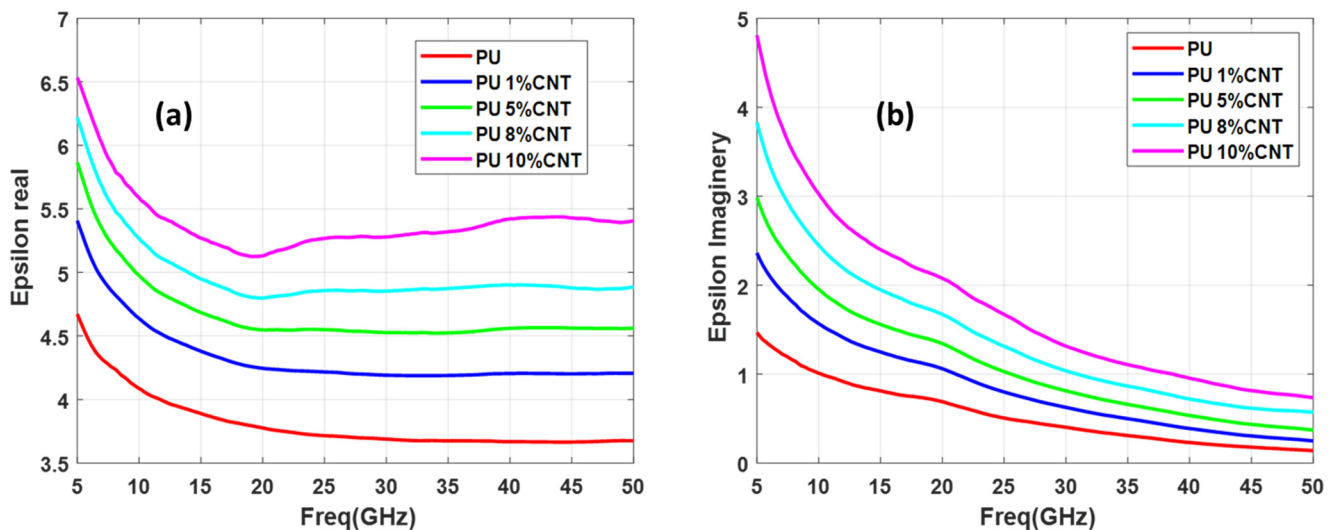 7
6.5
6
5.5
5
4.5
4
3.5
Epsilon real
(a)
PU
PU 1%CNT
PU 5%CNT
PU 8%CNT
PU 10%CNT
5 10 15 20 25 30 35 40 45 50
Freq(GHz)
5
4
3
2
1
0
Epsilon Imaginery
(b)
PU
PU 1%CNT
PU 5%CNT
PU 8%CNT
PU 10%CNT
5 10 15 20 25 30 35 40 45 50
Freq(GHz)